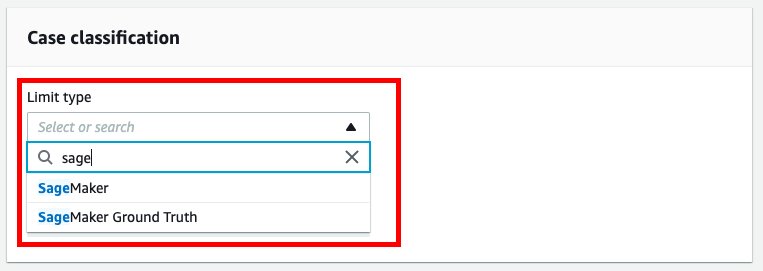 Case classification
Limit type
Select or search
sage
SageMaker
SageMaker Ground Truth